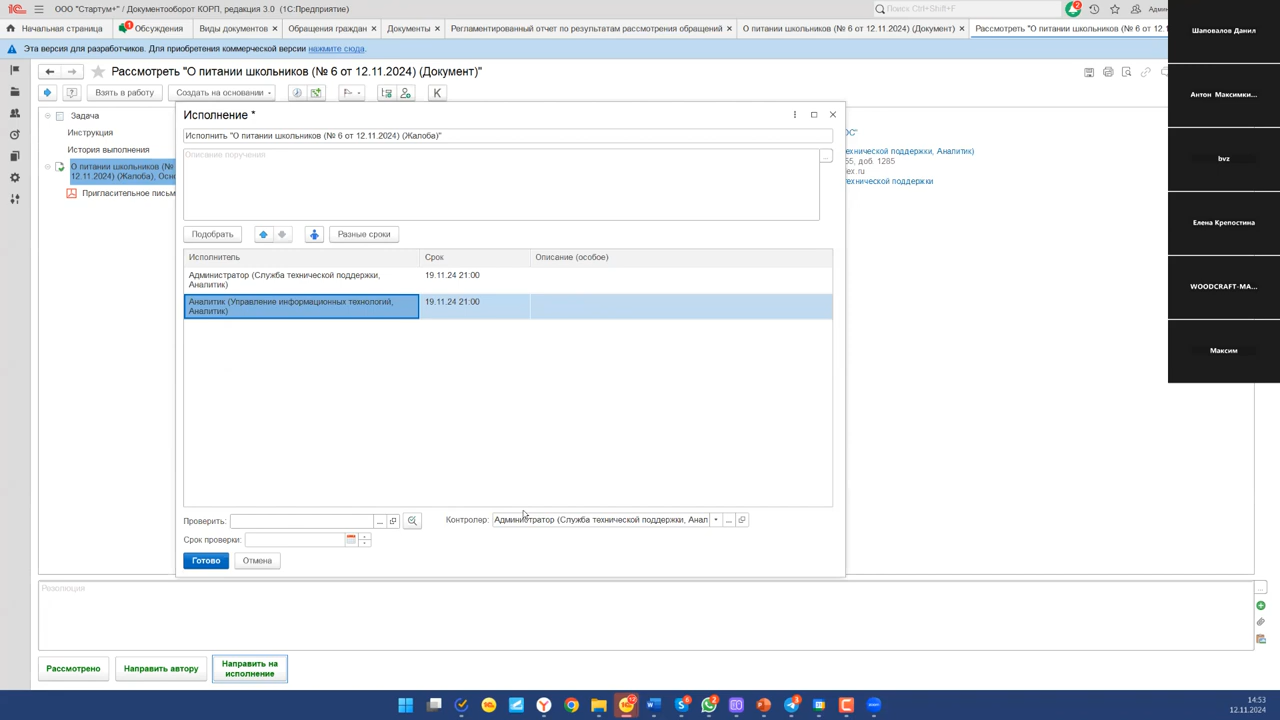 ООО "Стартум+" / Документооборот КОРП, редакция 3.0 (1С:Предприятие)
Поиск Ctrl+Shift+F
2
Админ
Начальная страница
1
Обсуждения
Виды документов
Обращения граждан
Документы
Регламентированный отчет по результатам рассмотрения обращений
О питании школьников (№ 6 от 12.11.2024) (Документ)
Рассмотреть "О питании школьников (№ 6 от 12.1
Эта версия для разработчиков. Для приобретения коммерческой версии нажмите сюда.
Рассмотреть "О питании школьников (№ 6 от 12.11.2024) (Документ)"
Взять в работу
Создать на основании
K
Задача
Инструкция
История выполнения
О питании школьников (№
12.11.2024) (Жалоба), Осно
Пригласительное письм
ехнической поддержки, Аналитик)
55, доб. 1285
ex.ru
технической поддержки
Исполнение *
Исполнить "О питании школьников (№ 6 от 12.11.2024) (Жалоба)"
Описание поручения
Подобрать
Разные сроки
Исполнитель
Срок
Описание (особое)
Администратор (Служба технической поддержки,
Аналитик)
19.11.24 21:00
Аналитик (Управление информационных технологий,
Аналитик)
19.11.24 21:00
Проверить:
Контролер:
Администратор (Служба технической поддержки, Анал
Срок проверки:
Готово
Отмена
Резолюция
Рассмотрено
Направить автору
Направить на
исполнение
Шаповалов Данил
Антон Максимки...
bvz
Елена Крепостина
WOODCRAFT-MA...
Максим
14:53
12.11.2024